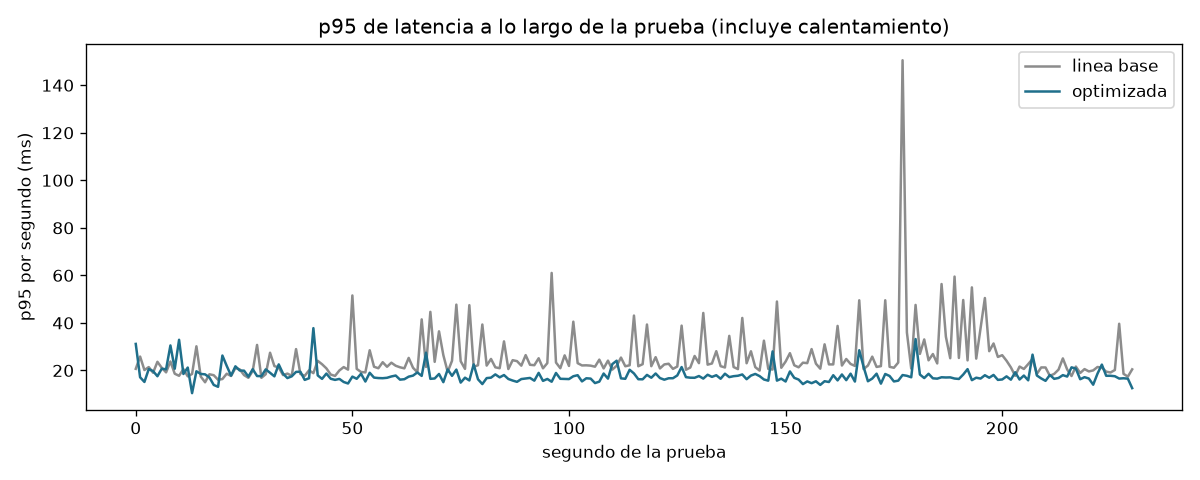 p95 de latencia a lo largo de la prueba (incluye calentamiento)
linea base
optimizada
p95 por segundo (ms)
140
120
100
80
60
40
20
0
50
100
150
200
segundo de la prueba